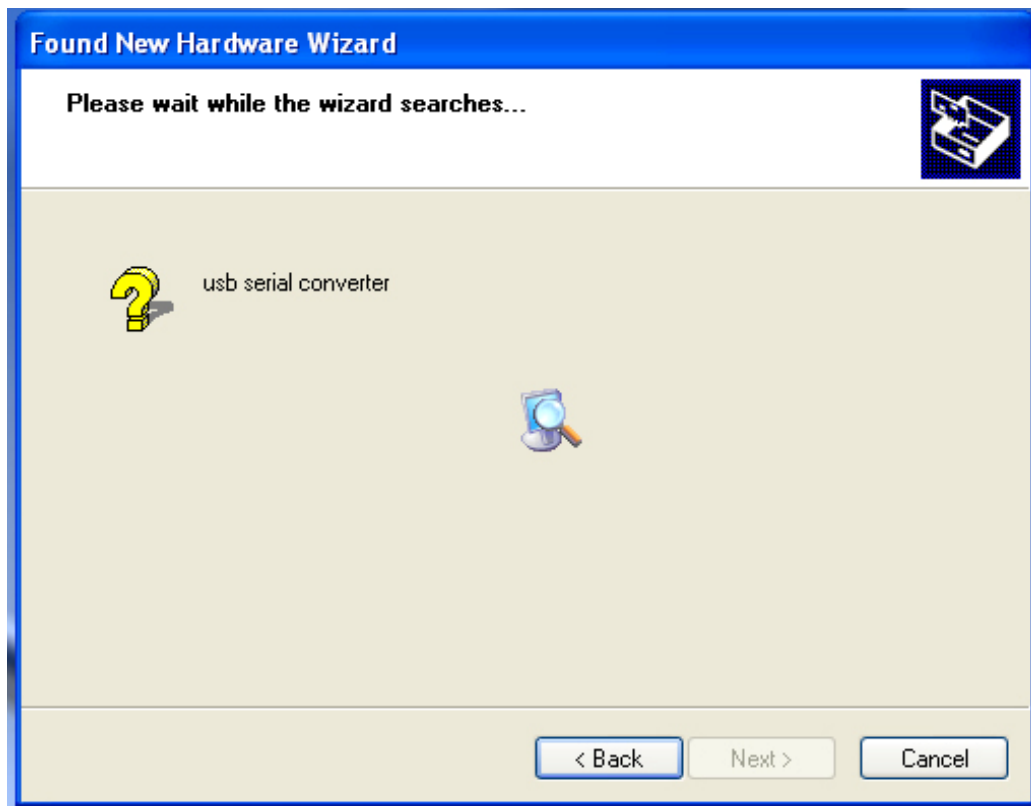 Found New Hardware Wizard
Please wait while the wizard searches...
usb serial converter
< Back
Next >
Cancel